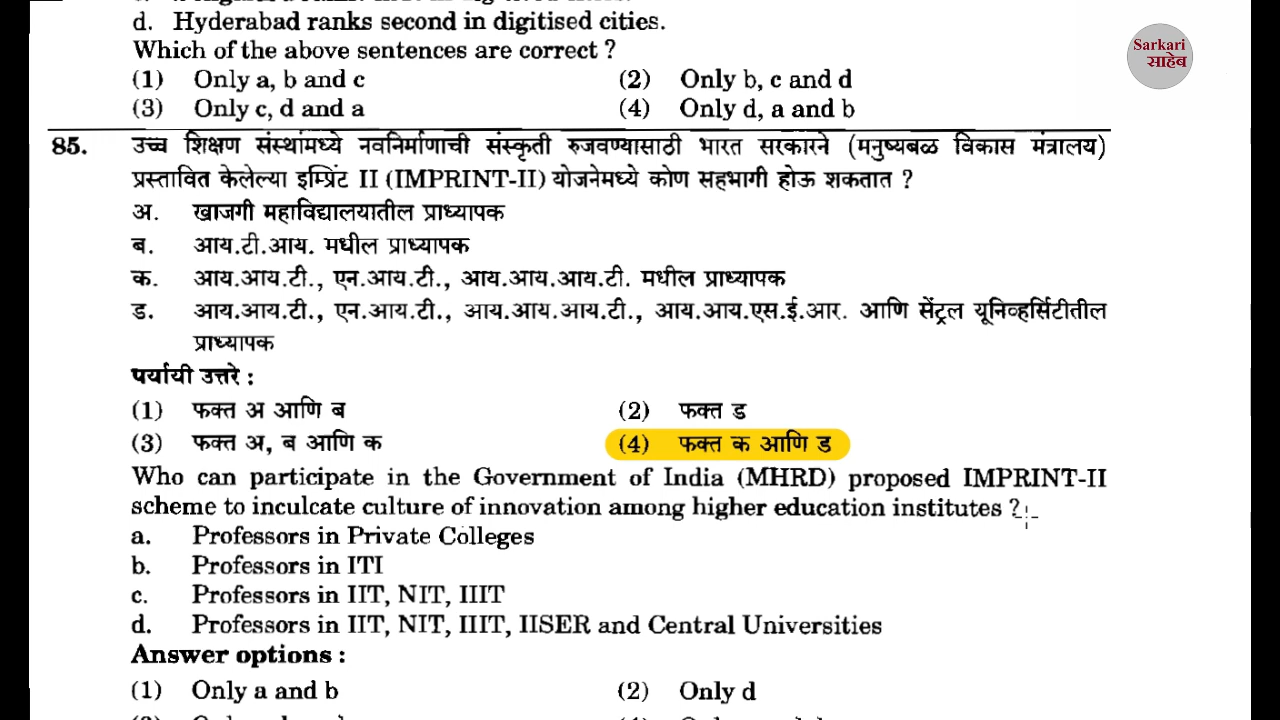 d. Hyderabad ranks second in digitised cities.
Which of the above sentences are correct ?
(1) Only a, b and c (2) Only b, c and d
(3) Only c, d and a (4) Only d, a and b
Sarkari
साहेब
85. उच्च शिक्षण संस्थांमध्ये नवनिर्माणाची संस्कृती रुजवण्यासाठी भारत सरकारने (मनुष्यबळ विकास मंत्रालय)
प्रस्तावित केलेल्या इम्प्रिंट II (IMPRINT-II) योजनेमध्ये कोण सहभागी होऊ शकतात ?
अ. खाजगी महाविद्यालयातील प्राध्यापक
ब. आय.टी.आय. मधील प्राध्यापक
क. आय.आय.टी., एन.आय.टी., आय.आय.आय.टी. मधील प्राध्यापक
ड. आय.आय.टी., एन.आय.टी., आय.आय.आय.टी., आय.आय.एस.ई.आर. आणि सेंट्रल यूनिव्हर्सिटीतील
प्राध्यापक
पर्यायी उत्तरे :
(1) फक्त अ आणि ब (2) फक्त ड
(3) फक्त अ, ब आणि क (4) फक्त क आणि ड
Who can participate in the Government of India (MHRD) proposed IMPRINT-II
scheme to inculcate culture of innovation among higher education institutes ?
a. Professors in Private Colleges
b. Professors in ITI
c. Professors in IIT, NIT, IIIT
d. Professors in IIT, NIT, IIIT, IISER and Central Universities
Answer options :
(1) Only a and b (2) Only d